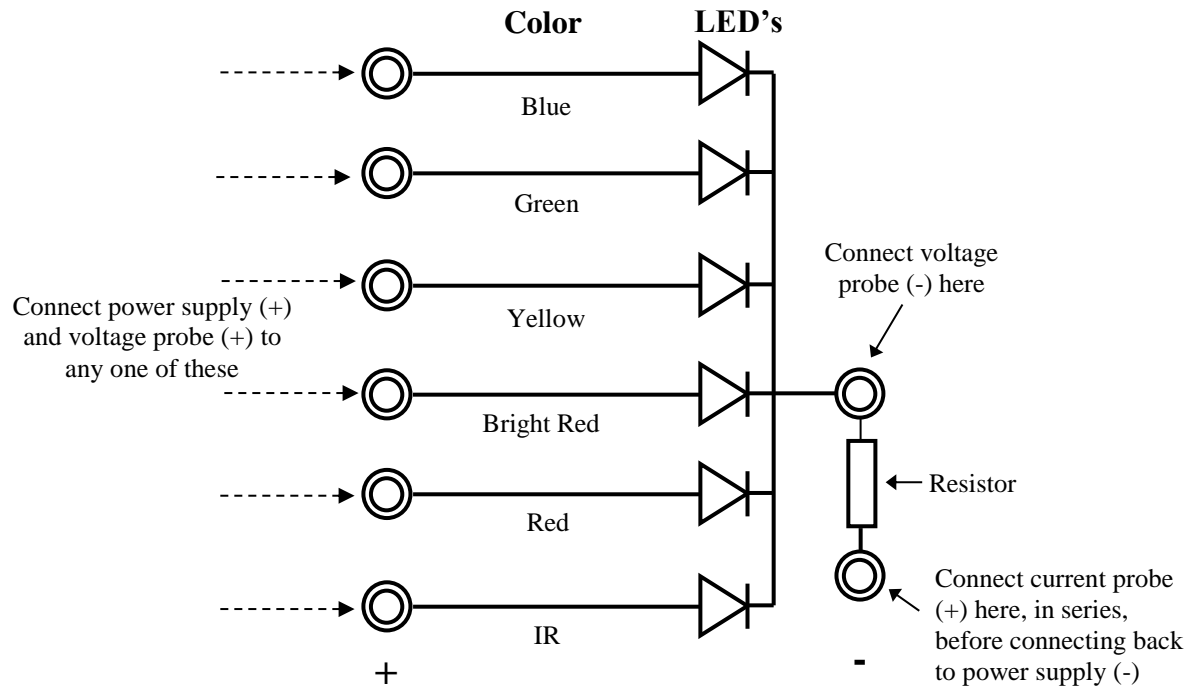 Color
LED's
Blue
Green
Connect voltage
probe (-) here
Connect power supply (+)
and voltage probe (+) to
any one of these
Yellow
Bright Red
Resistor
Red
Connect current probe
(+) here, in series,
before connecting back
to power supply (-)
IR
+
-